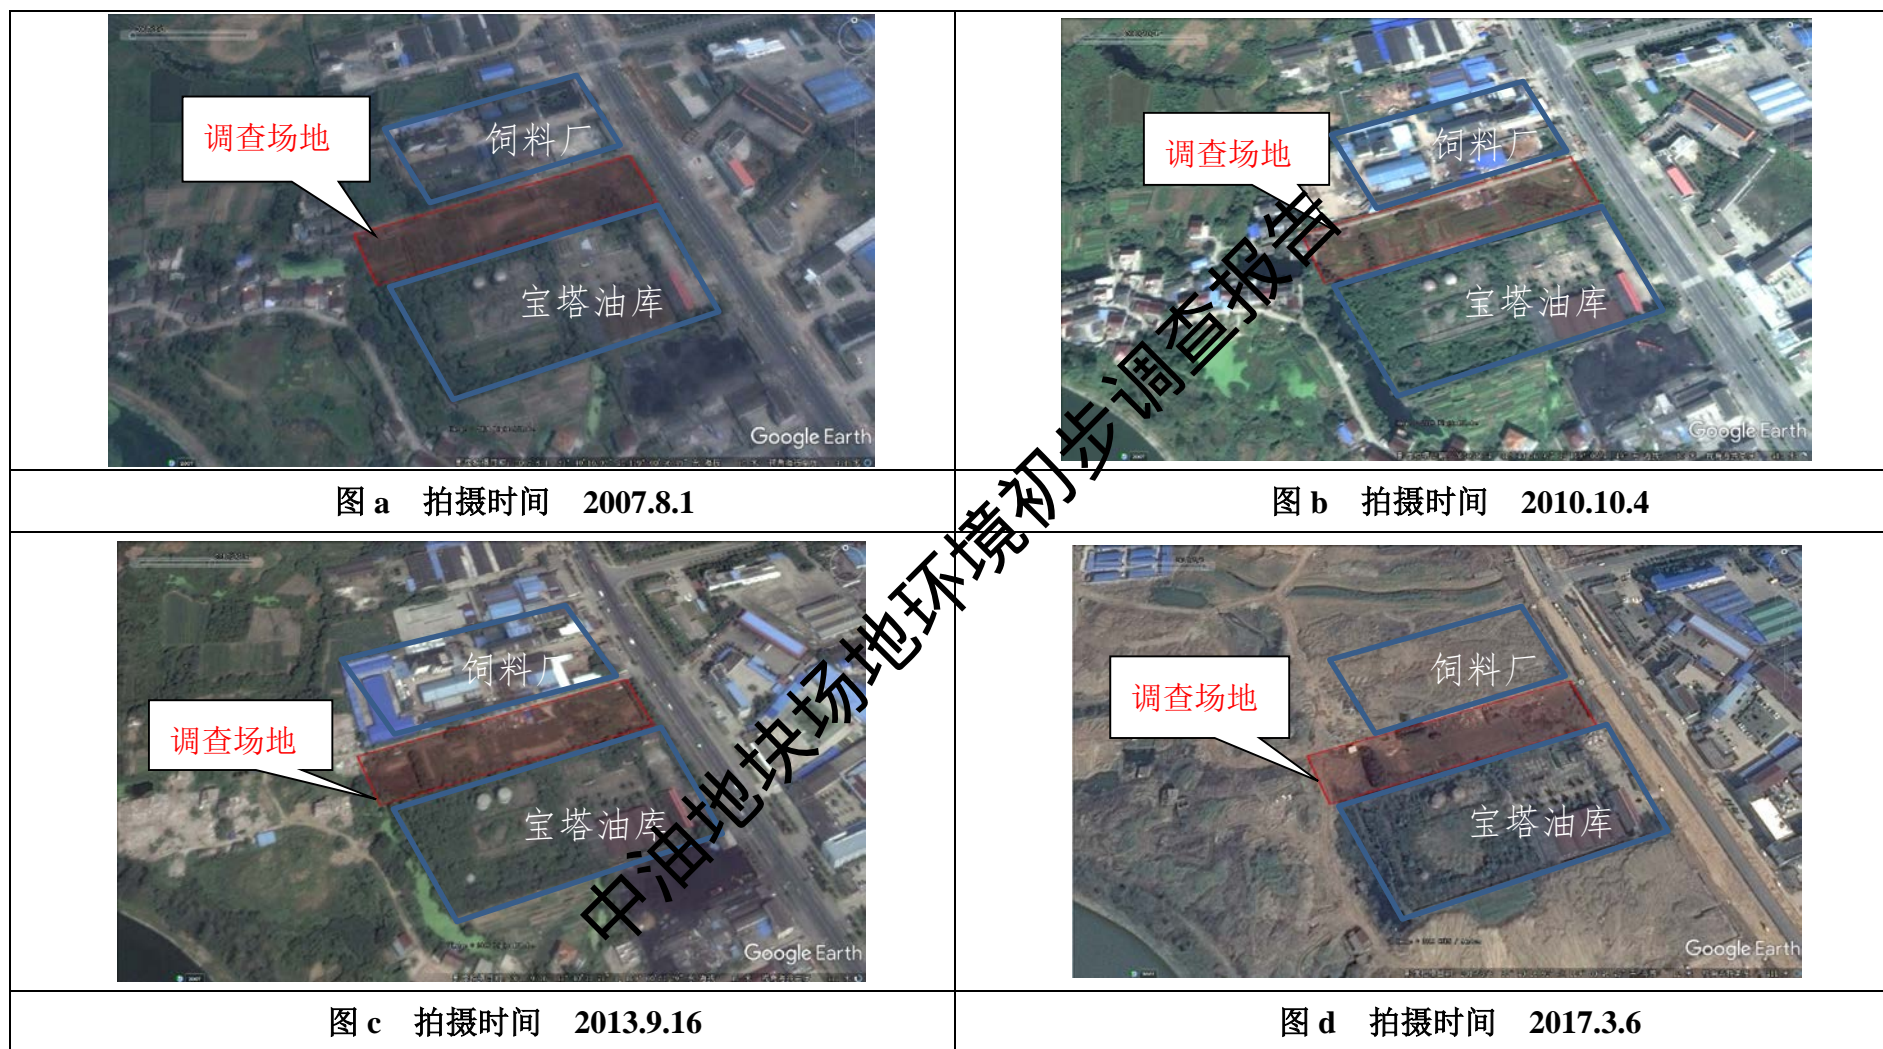 调查场地
饲料厂
宝塔油库
Google Earth
图 a 拍摄时间 2007.8.1
调查场地
饲料厂
宝塔油库
Google Earth
图 b 拍摄时间 2010.10.4
调查场地
饲料厂
宝塔油库
Google Earth
图 c 拍摄时间 2013.9.16
调查场地
饲料厂
宝塔油库
Google Earth
图 d 拍摄时间 2017.3.6
中油地块场地环境初步调查报告